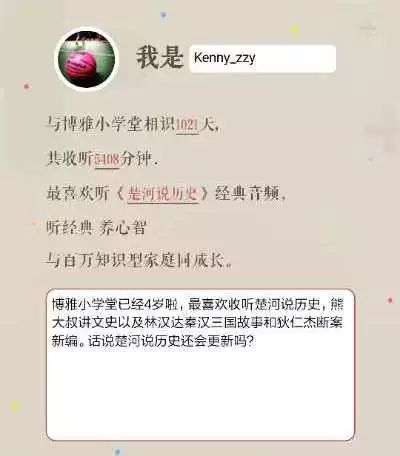 我是 Kenny_zzy
与博雅小学堂相识1021天，
共收听5408分钟．
最喜欢听《楚河说历史》经典音频，
听经典 养心智
与百万知识型家庭同成长。
博雅小学堂已经4岁啦，最喜欢收听楚河说历史，熊
大叔讲文史以及林汉达秦汉三国故事和狄仁杰断案
新编。话说楚河说历史还会更新吗?